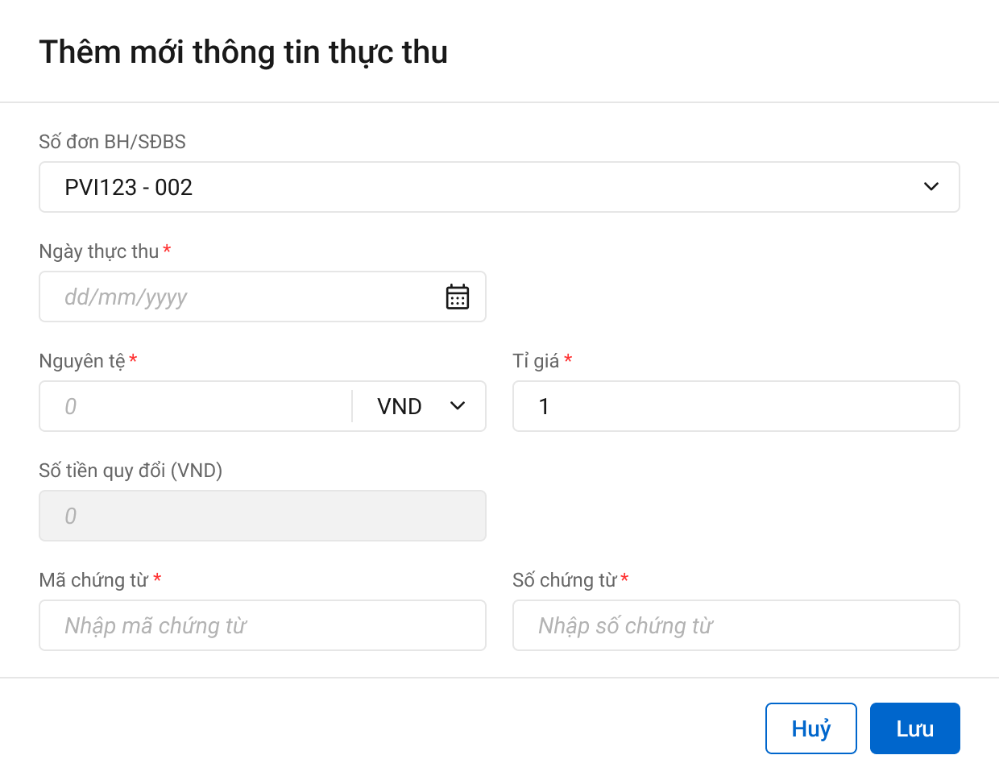 Thêm mới thông tin thực thu
Số đơn BH/SĐBS
PVI123 - 002
Ngày thực thu *
dd/mm/yyyy
Nguyên tệ * Tỉ giá *
0 VND 1
Số tiền quy đổi (VND)
0
Mã chứng từ * Số chứng từ *
Nhập mã chứng từ Nhập số chứng từ
Huỷ Lưu